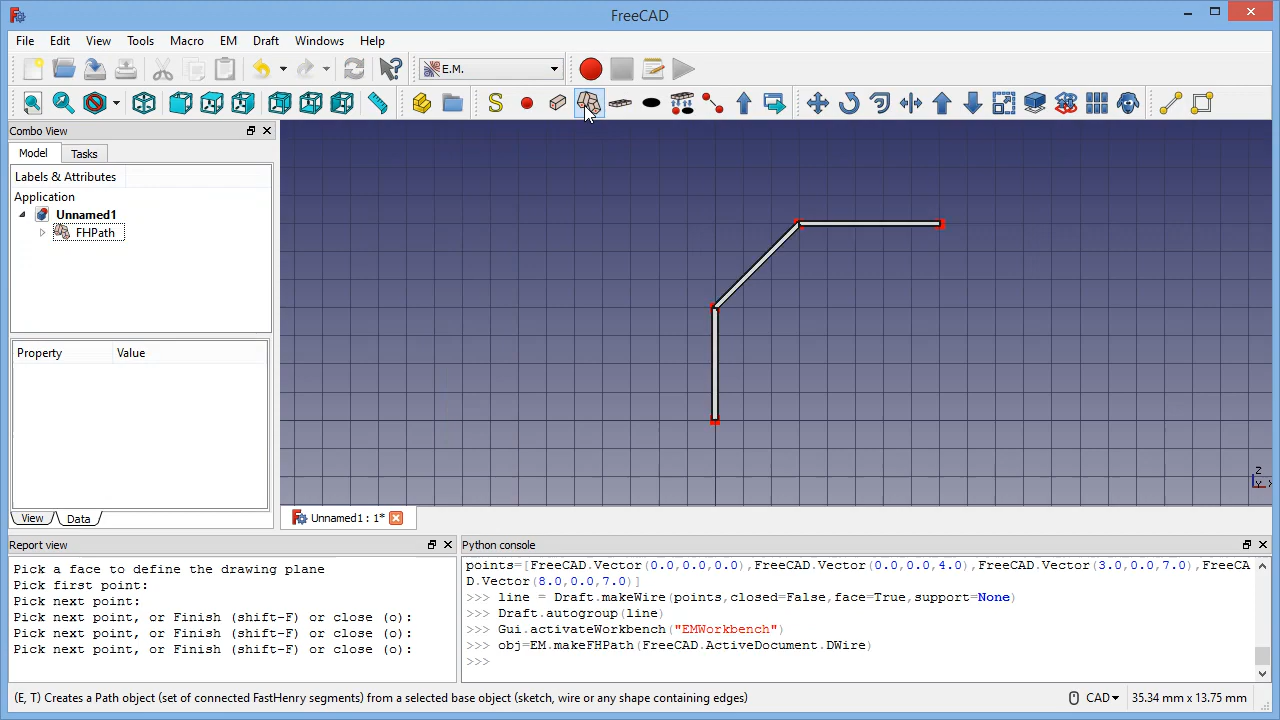 FreeCAD
File Edit View Tools Macro EM Draft Windows Help
E.M.
Combo View
Model Tasks
Labels & Attributes
Application
Unnamed1
FHPath
Property Value
View Data
Z
Unnamed1 : 1*
Report view
Pick a face to define the drawing plane
Pick first point:
Pick next point:
Pick next point, or Finish (shift-F) or close (o):
Pick next point, or Finish (shift-F) or close (o):
Pick next point, or Finish (shift-F) or close (o):
Python console
points=[FreeCAD.Vector(0.0,0.0,0.0),FreeCAD.Vector(0.0,0.0,4.0),FreeCAD.Vector(3.0,0.0,7.0),FreeCA
D.Vector(8.0,0.0,7.0)]
>>> line = Draft.makeWire(points,closed=False,face=True,support=None)
>>> Draft.autogroup(line)
>>> Gui.activateWorkbench("EMWorkbench")
>>> obj=EM.makeFHPath(FreeCAD.ActiveDocument.DWire)
>>>
(E, T) Creates a Path object (set of connected FastHenry segments) from a selected base object (sketch, wire or any shape containing edges)
CAD 35.34 mm x 13.75 mm